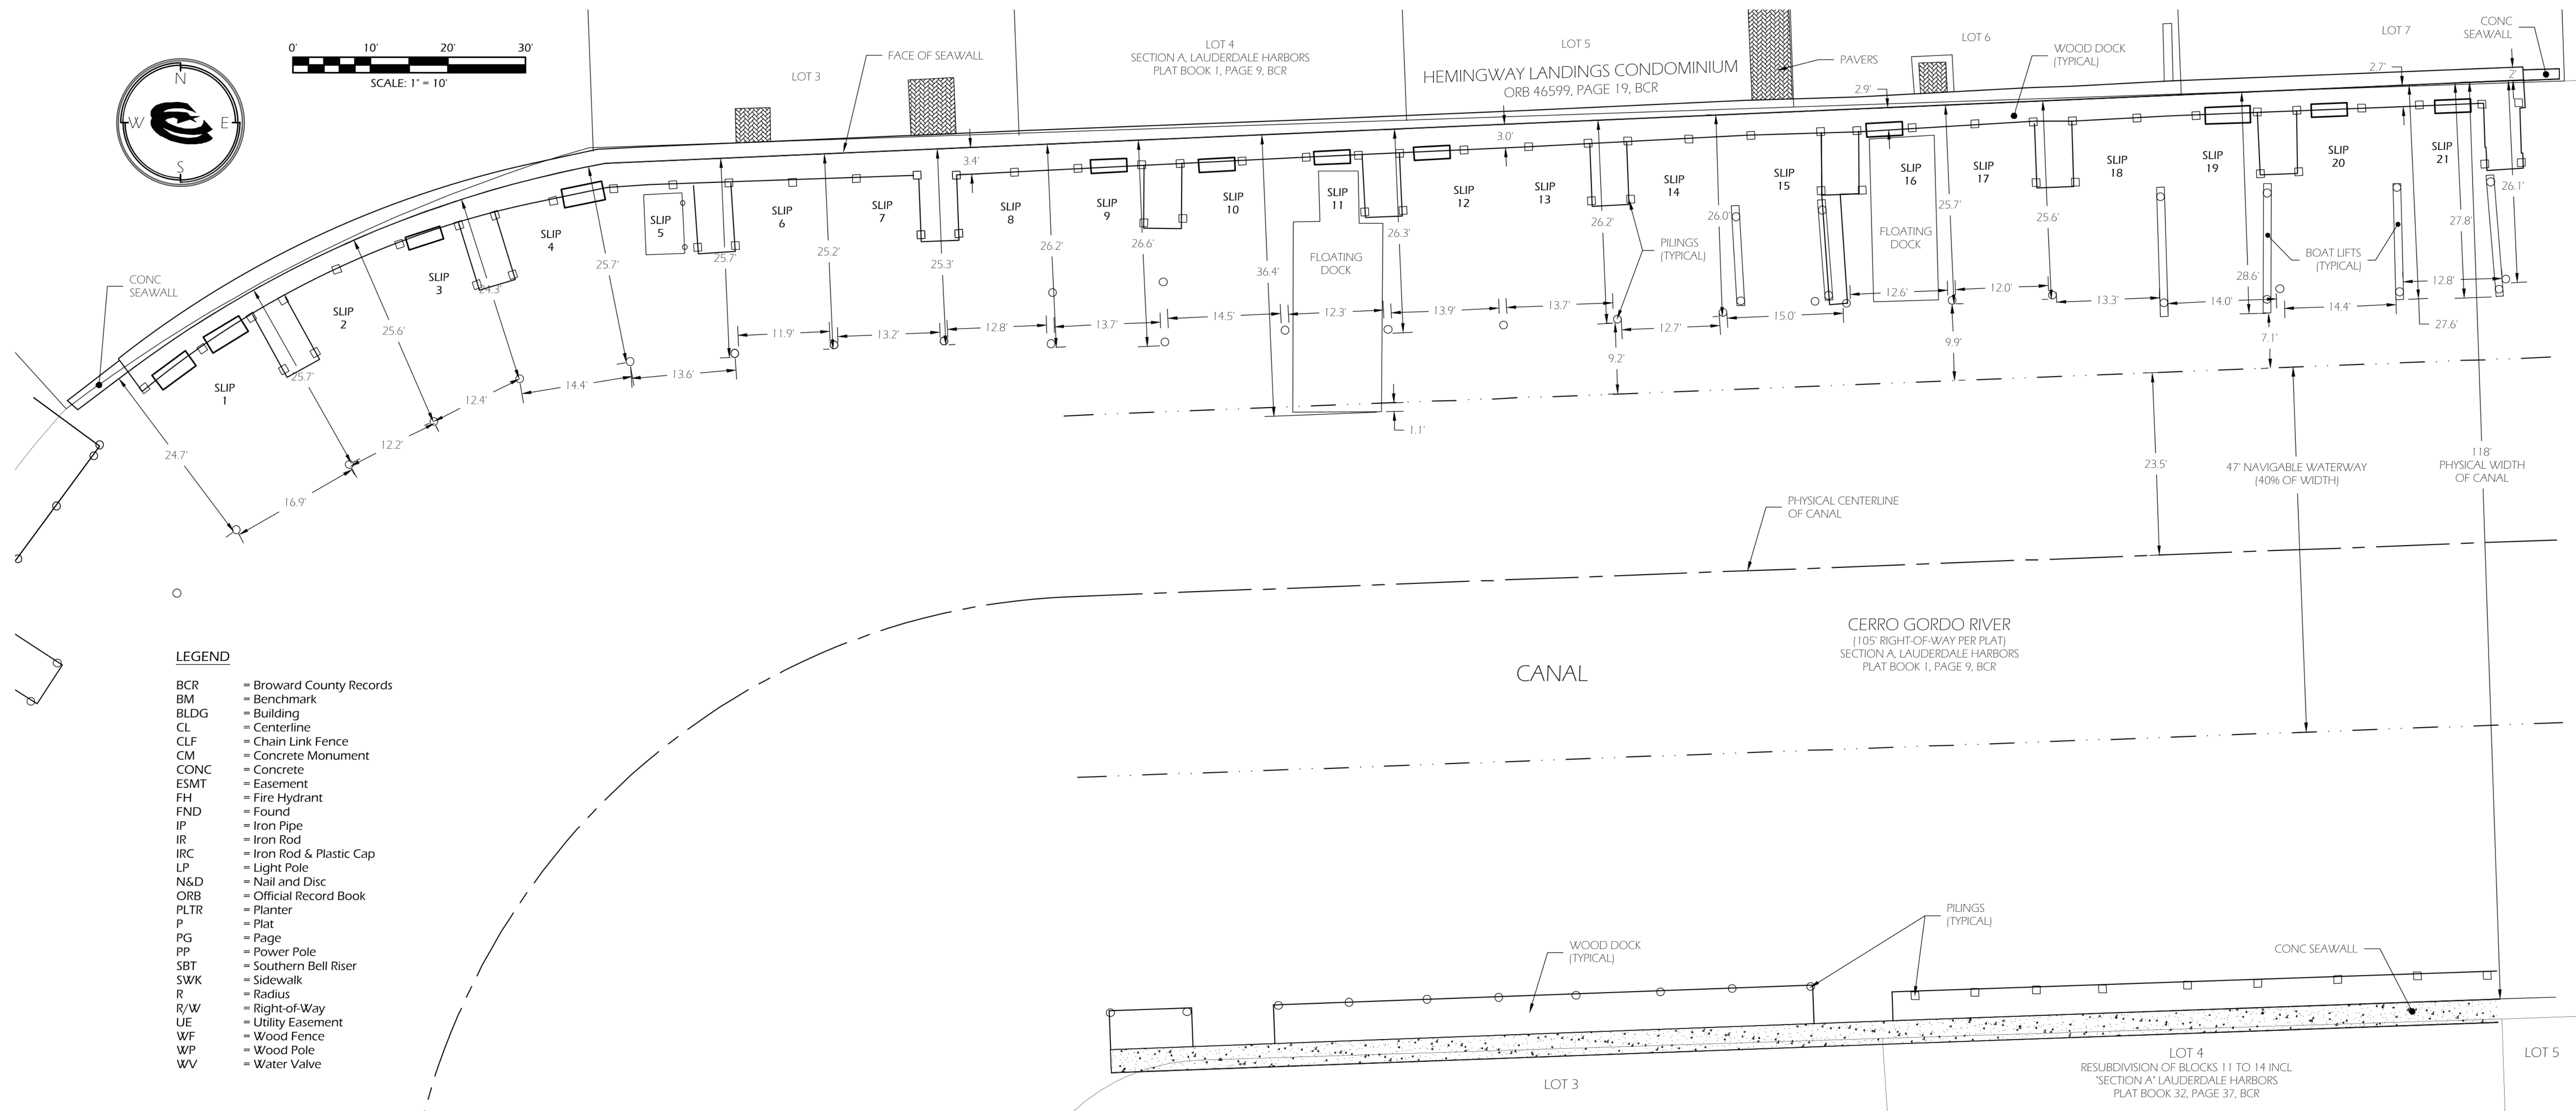 0' 10' 20' 30'
SCALE: 1" = 10'
N
W E
S
LOT 3
FACE OF SEAWALL
LOT 4
SECTION A, LAUDERDALE HARBORS
PLAT BOOK 1, PAGE 9, BCR
LOT 5
HEMINGWAY LANDINGS CONDOMINIUM
ORB 46599, PAGE 19, BCR
PAVERS
LOT 6
WOOD DOCK
(TYPICAL)
LOT 7
CONC
SEAWALL
2.7'
2'
2.9'
3.0'
3.4'
SLIP
1
SLIP
2
SLIP
3
SLIP
4
SLIP
5
SLIP
6
SLIP
7
SLIP
8
SLIP
9
SLIP
10
SLIP
11
SLIP
12
SLIP
13
SLIP
14
SLIP
15
SLIP
16
SLIP
17
SLIP
18
SLIP
19
SLIP
20
SLIP
21
CONC
SEAWALL
24.7'
25.7'
25.6'
24.3'
25.7'
25.7'
25.2'
25.3'
26.2'
26.6'
36.4'
26.3'
26.2'
26.0'
25.7'
25.6'
28.6'
27.6'
27.8'
26.1'
FLOATING
DOCK
FLOATING
DOCK
PILINGS
(TYPICAL)
BOAT LIFTS
(TYPICAL)
16.9'
12.2'
12.4'
14.4'
13.6'
11.9'
13.2'
12.8'
13.7'
14.5'
12.3'
13.9'
13.7'
12.7'
15.0'
12.6'
12.0'
13.3'
14.0'
14.4'
12.8'
9.2'
9.9'
7.1'
1.1'
23.5'
47' NAVIGABLE WATERWAY
(40% OF WIDTH)
118'
PHYSICAL WIDTH
OF CANAL
PHYSICAL CENTERLINE
OF CANAL
CERRO GORDO RIVER
(105' RIGHT-OF-WAY PER PLAT)
SECTION A, LAUDERDALE HARBORS
PLAT BOOK 1, PAGE 9, BCR
CANAL
LEGEND
BCR = Broward County Records
BM = Benchmark
BLDG = Building
CL = Centerline
CLF = Chain Link Fence
CM = Concrete Monument
CONC = Concrete
ESMT = Easement
FH = Fire Hydrant
FND = Found
IP = Iron Pipe
IR = Iron Rod
IRC = Iron Rod & Plastic Cap
LP = Light Pole
N&D = Nail and Disc
ORB = Official Record Book
PLTR = Planter
P = Plat
PG = Page
PP = Power Pole
SBT = Southern Bell Riser
SWK = Sidewalk
R = Radius
R/W = Right-of-Way
UE = Utility Easement
WF = Wood Fence
WP = Wood Pole
WV = Water Valve
PILINGS
(TYPICAL)
WOOD DOCK
(TYPICAL)
CONC SEAWALL
LOT 3
LOT 4
RESUBDIVISION OF BLOCKS 11 TO 14 INCL
"SECTION A" LAUDERDALE HARBORS
PLAT BOOK 32, PAGE 37, BCR
LOT 5